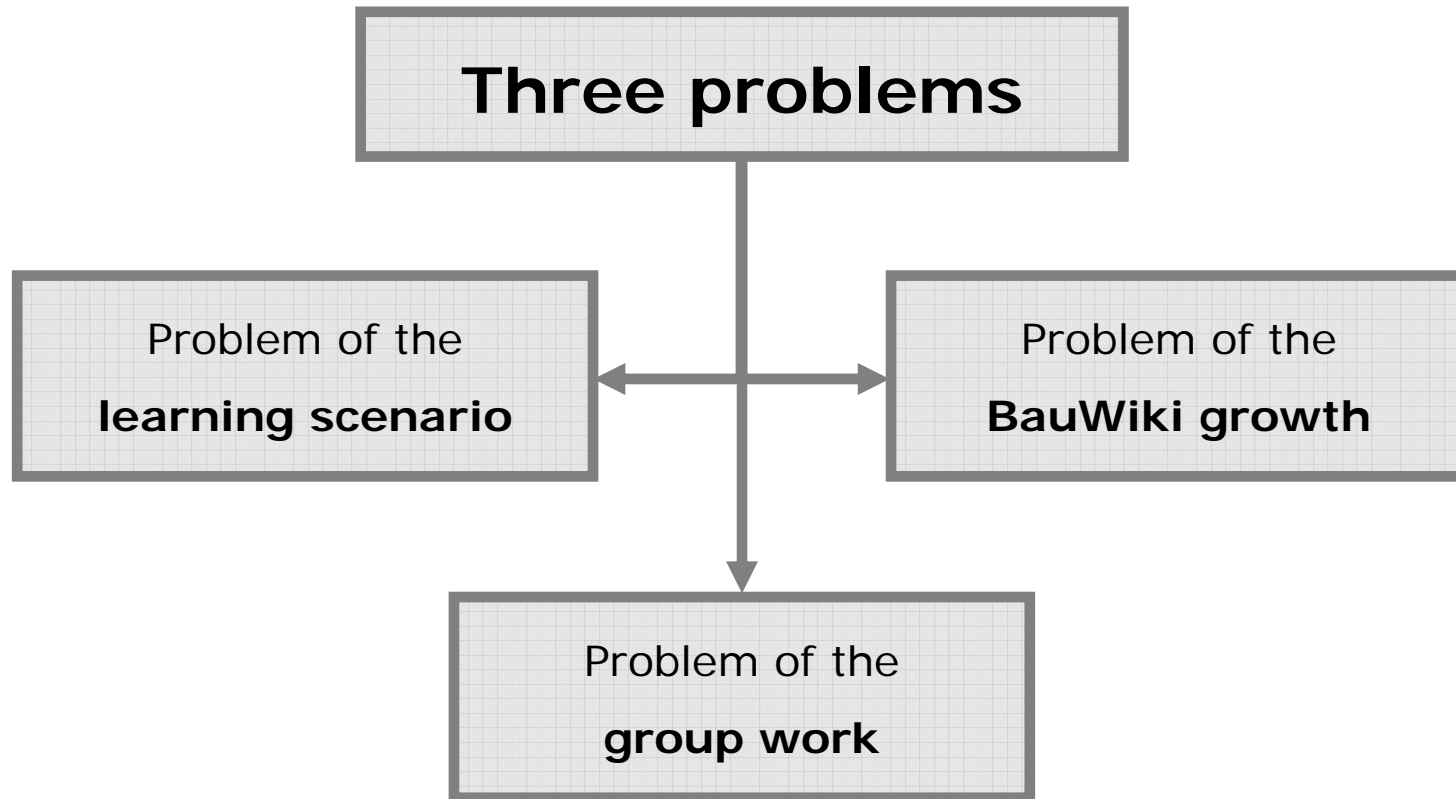 Three problems
Problem of the
learning scenario
Problem of the
BauWiki growth
Problem of the
group work